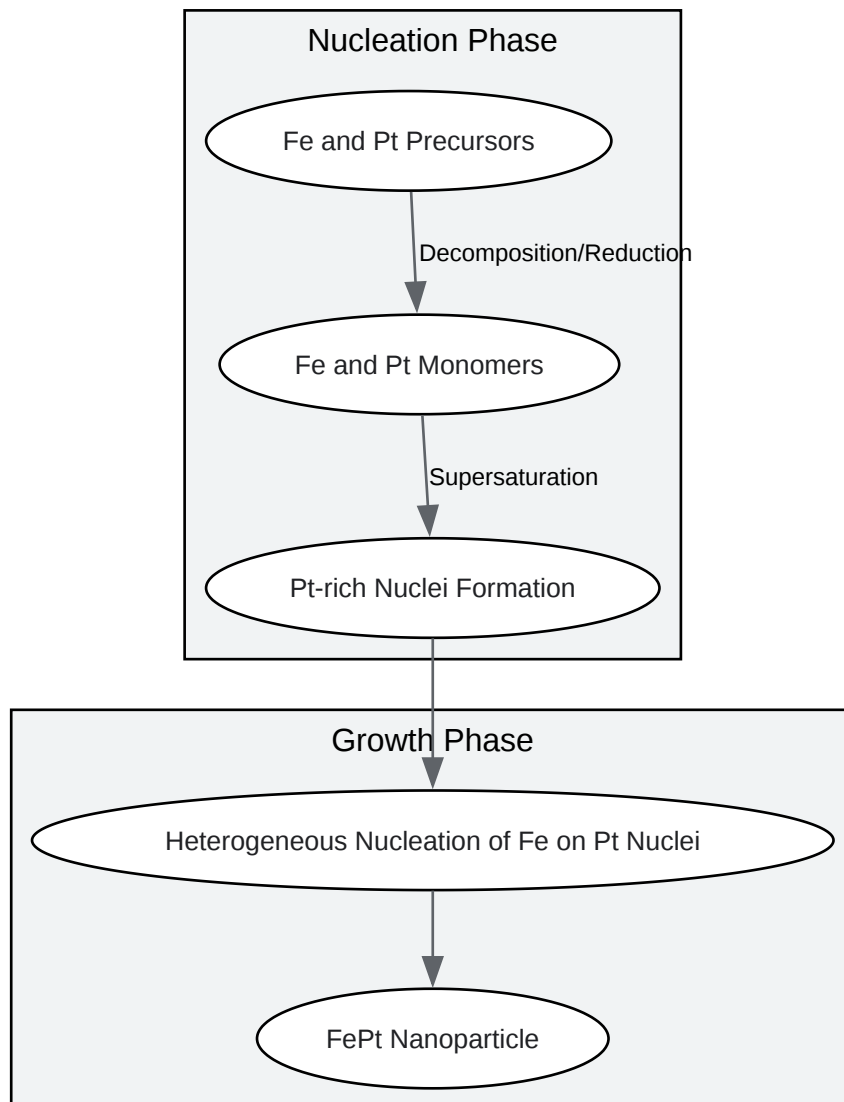 Nucleation Phase
Fe and Pt Precursors
Decomposition/Reduction
Fe and Pt Monomers
Supersaturation
Pt-rich Nuclei Formation
Growth Phase
Heterogeneous Nucleation of Fe on Pt Nuclei
FePt Nanoparticle